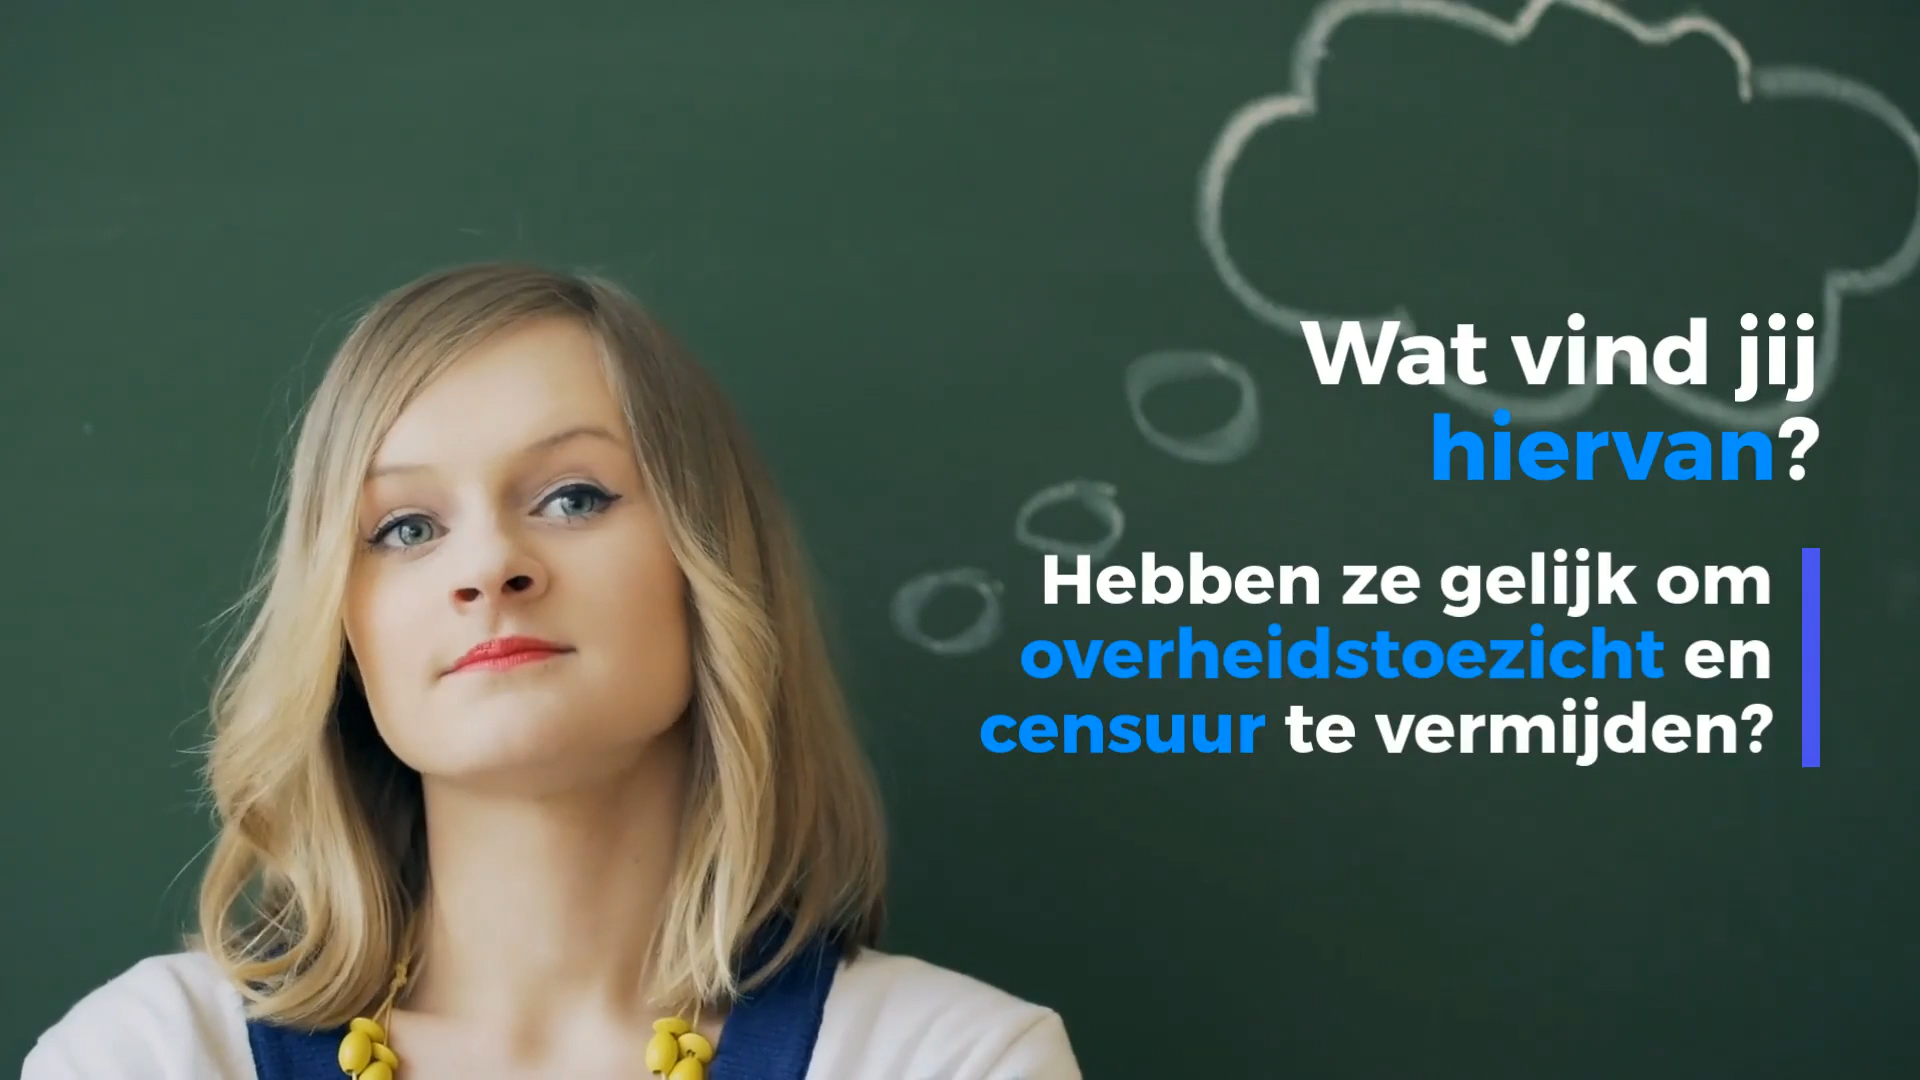 Wat vind jij
hiervan?
Hebben ze gelijk om
overheidstoezicht en
censuur te vermijden?